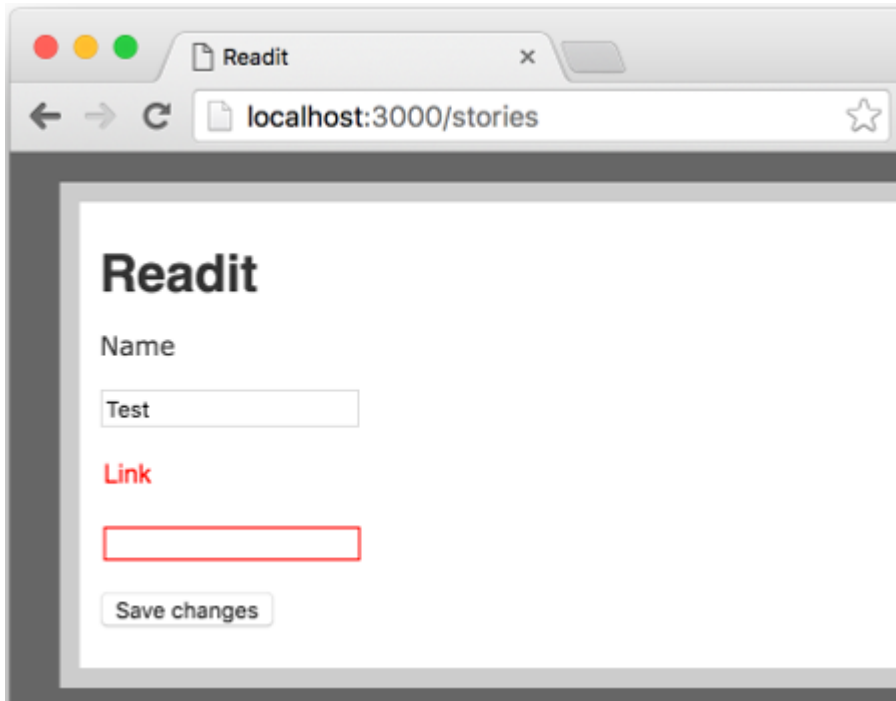 Readit
localhost:3000/stories
Readit
Name
Test
Link
Save changes